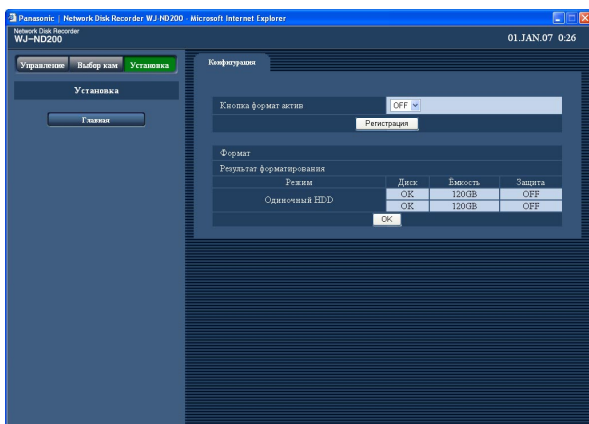 Panasonic | Network Disk Recorder WJ-ND200 - Microsoft Internet Explorer
Network Disk Recorder
WJ-ND200
01.JAN.07 0:26
Управление Выбор кам Установка
Конфигурация
Установка
Главная
Кнопка формат актив OFF
Регистрация
Формат
Результат форматирования
Режим Диск Ёмкость Защита
Одиночный HDD
OK 120GB OFF
OK 120GB OFF
OK